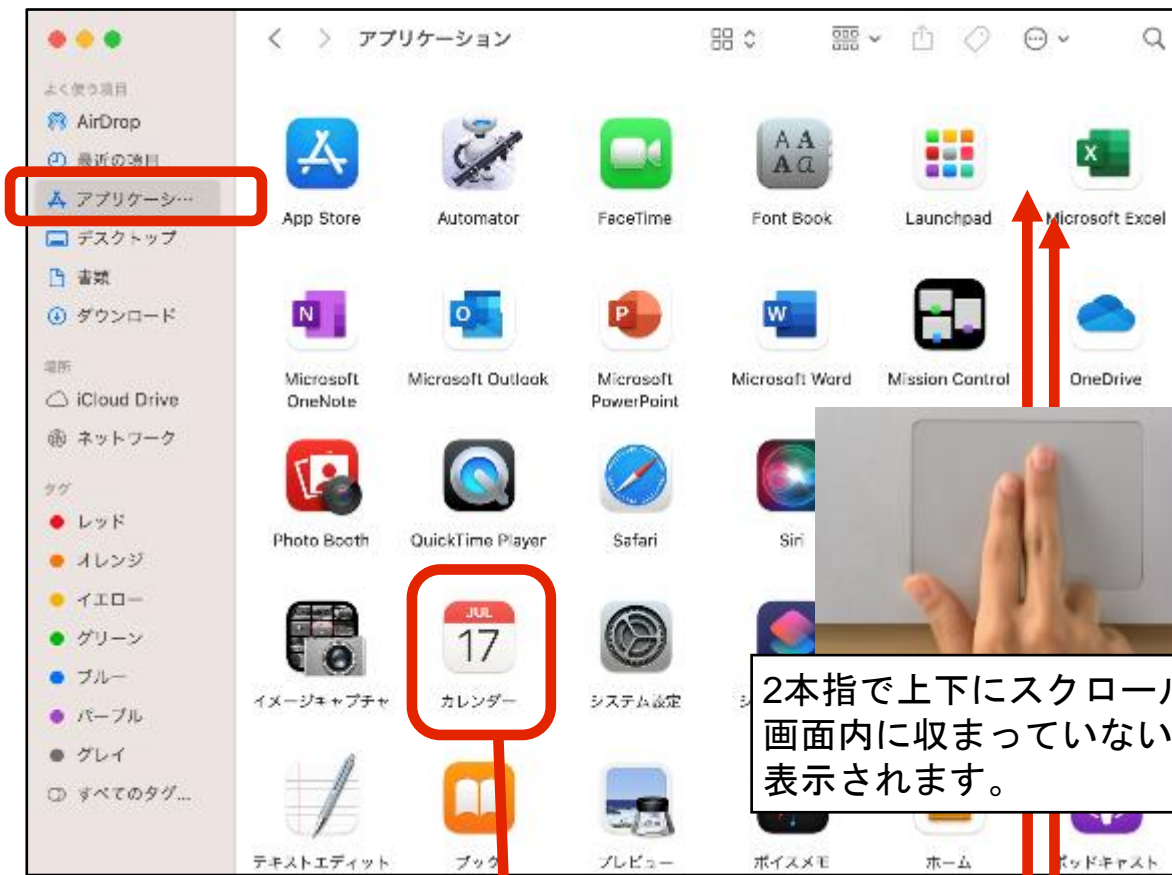 アプリケーション
よく使う項目
AirDrop
最近の項目
アプリケーシ…
デスクトップ
書類
ダウンロード
場所
iCloud Drive
ネットワーク
タグ
レッド
オレンジ
イエロー
グリーン
ブルー
パープル
グレイ
すべてのタグ...
App Store
Automator
FaceTime
Font Book
Launchpad
Microsoft Excel
Microsoft
OneNote
Microsoft Outlook
Microsoft
PowerPoint
Microsoft Word
Mission Control
OneDrive
Photo Booth
QuickTime Player
Safari
Siri
JUL
17
イメージキャプチャ
カレンダー
システム設定
2本指で上下にスクロール
画面内に収まっていない
表示されます。
テキストエディット
ブック
プレビュー
ボイスメモ
ホーム
ポッドキャスト